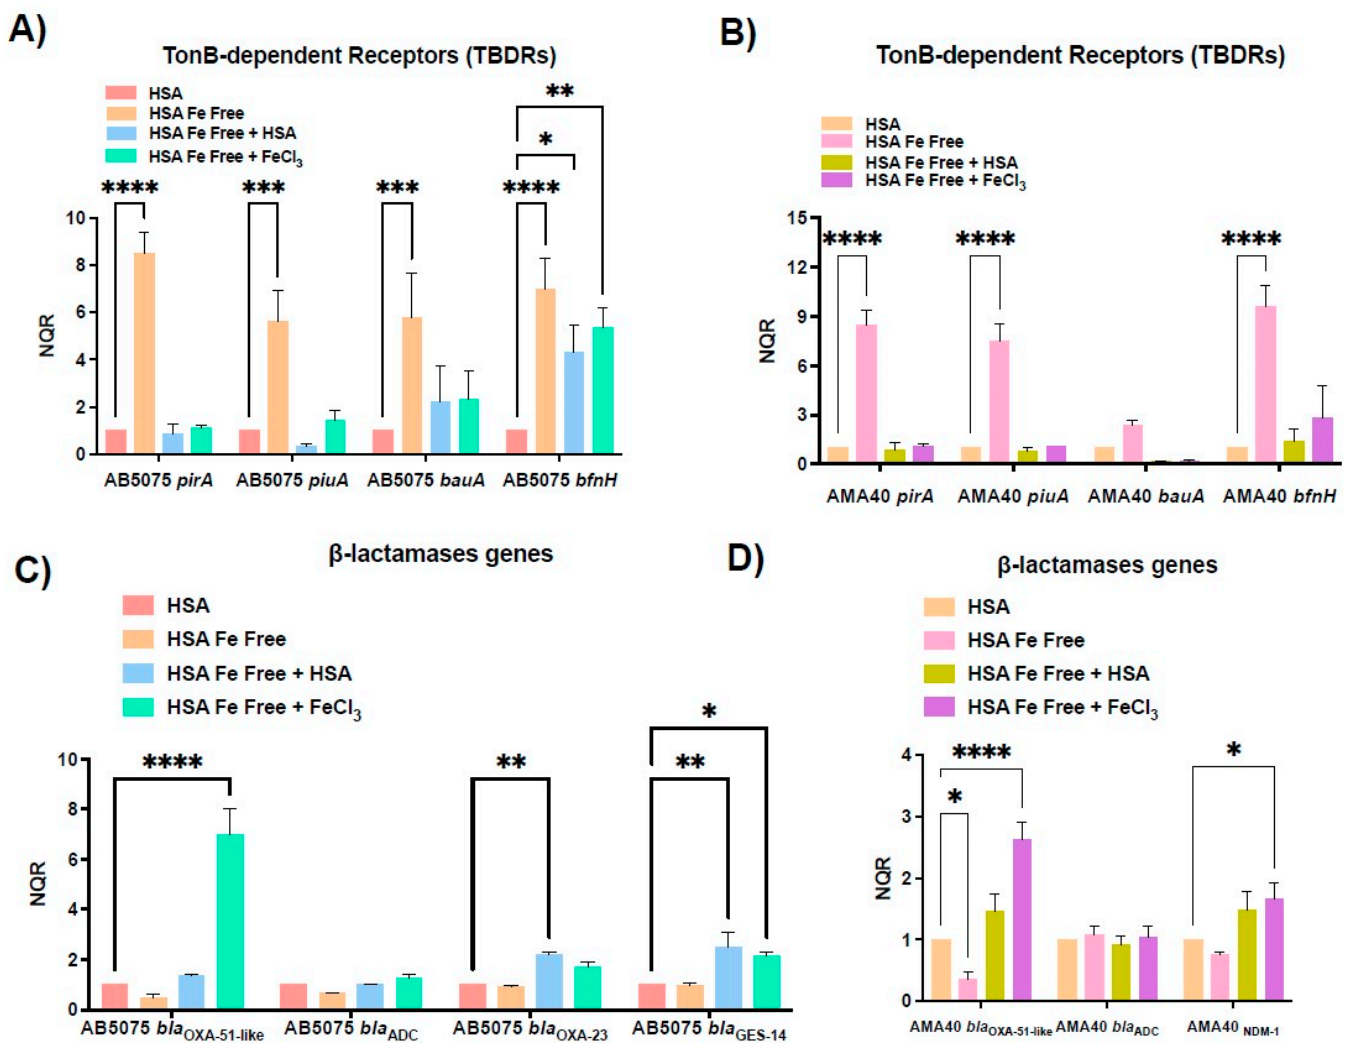 A)
TonB-dependent Receptors (TBDRs)
HSA
HSA Fe Free
HSA Fe Free + HSA
HSA Fe Free + FeCl3
**
*
**** *** *** ****
NQR
10
8
6
4
2
0
AB5075 pirA AB5075 piuA AB5075 bauA AB5075 bfnH
B)
TonB-dependent Receptors (TBDRs)
HSA
HSA Fe Free
HSA Fe Free + HSA
HSA Fe Free + FeCl3
**** **** ****
NQR
15
12
9
6
3
0
AMA40 pirA AMA40 piuA AMA40 bauA AMA40 bfnH
C)
β-lactamases genes
HSA
HSA Fe Free
HSA Fe Free + HSA
HSA Fe Free + FeCl3
*
**** ** **
NQR
10
8
6
4
2
0
AB5075 blaOXA-51-like AB5075 blaADC AB5075 blaOXA-23 AB5075 blaGES-14
D)
β-lactamases genes
HSA
HSA Fe Free
HSA Fe Free + HSA
HSA Fe Free + FeCl3
**** *
*
NQR
4
3
2
1
0
AMA40 blaOXA-51-like AMA40 blaADC AMA40 NDM-1